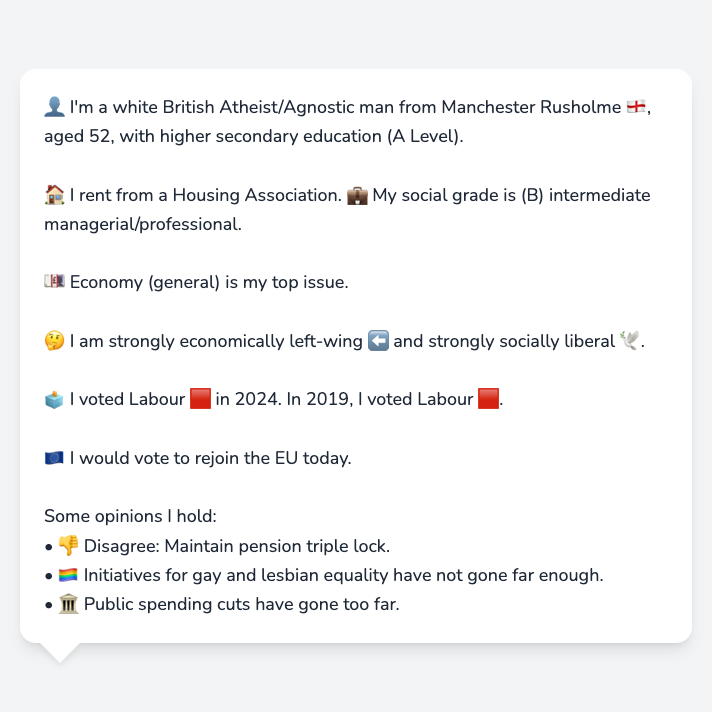 👤 I'm a white British Atheist/Agnostic man from Manchester Rusholme 🏴󠁧󠁢󠁥󠁮󠁧󠁿,
aged 52, with higher secondary education (A Level).
🏠 I rent from a Housing Association. 💼 My social grade is (B) intermediate
managerial/professional.
💷 Economy (general) is my top issue.
🤔 I am strongly economically left-wing ⬅️ and strongly socially liberal 🕊️.
🗳️ I voted Labour 🟥 in 2024. In 2019, I voted Labour 🟥.
🇪🇺 I would vote to rejoin the EU today.
Some opinions I hold:
• 👎 Disagree: Maintain pension triple lock.
• 🏳️‍🌈 Initiatives for gay and lesbian equality have not gone far enough.
• 🏛️ Public spending cuts have gone too far.